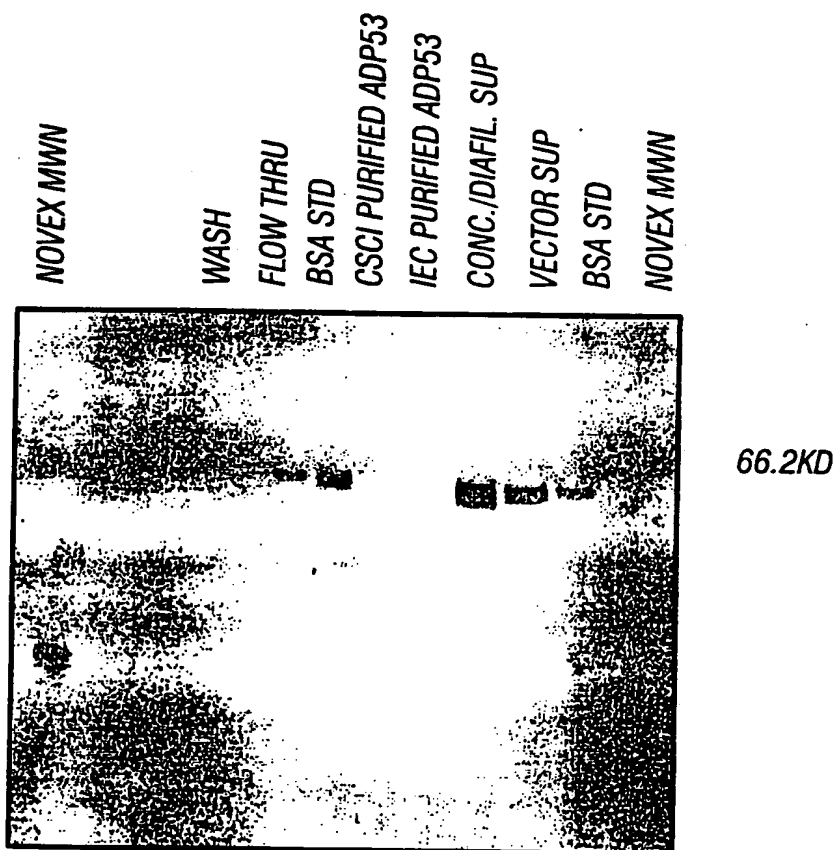 NOVEX MWN
WASH
FLOW THRU
BSA STD
CSCI PURIFIED ADP53
IEC PURIFIED ADP53
CONC./DIAFIL. SUP
VECTOR SUP
BSA STD
NOVEX MWN
66.2KD